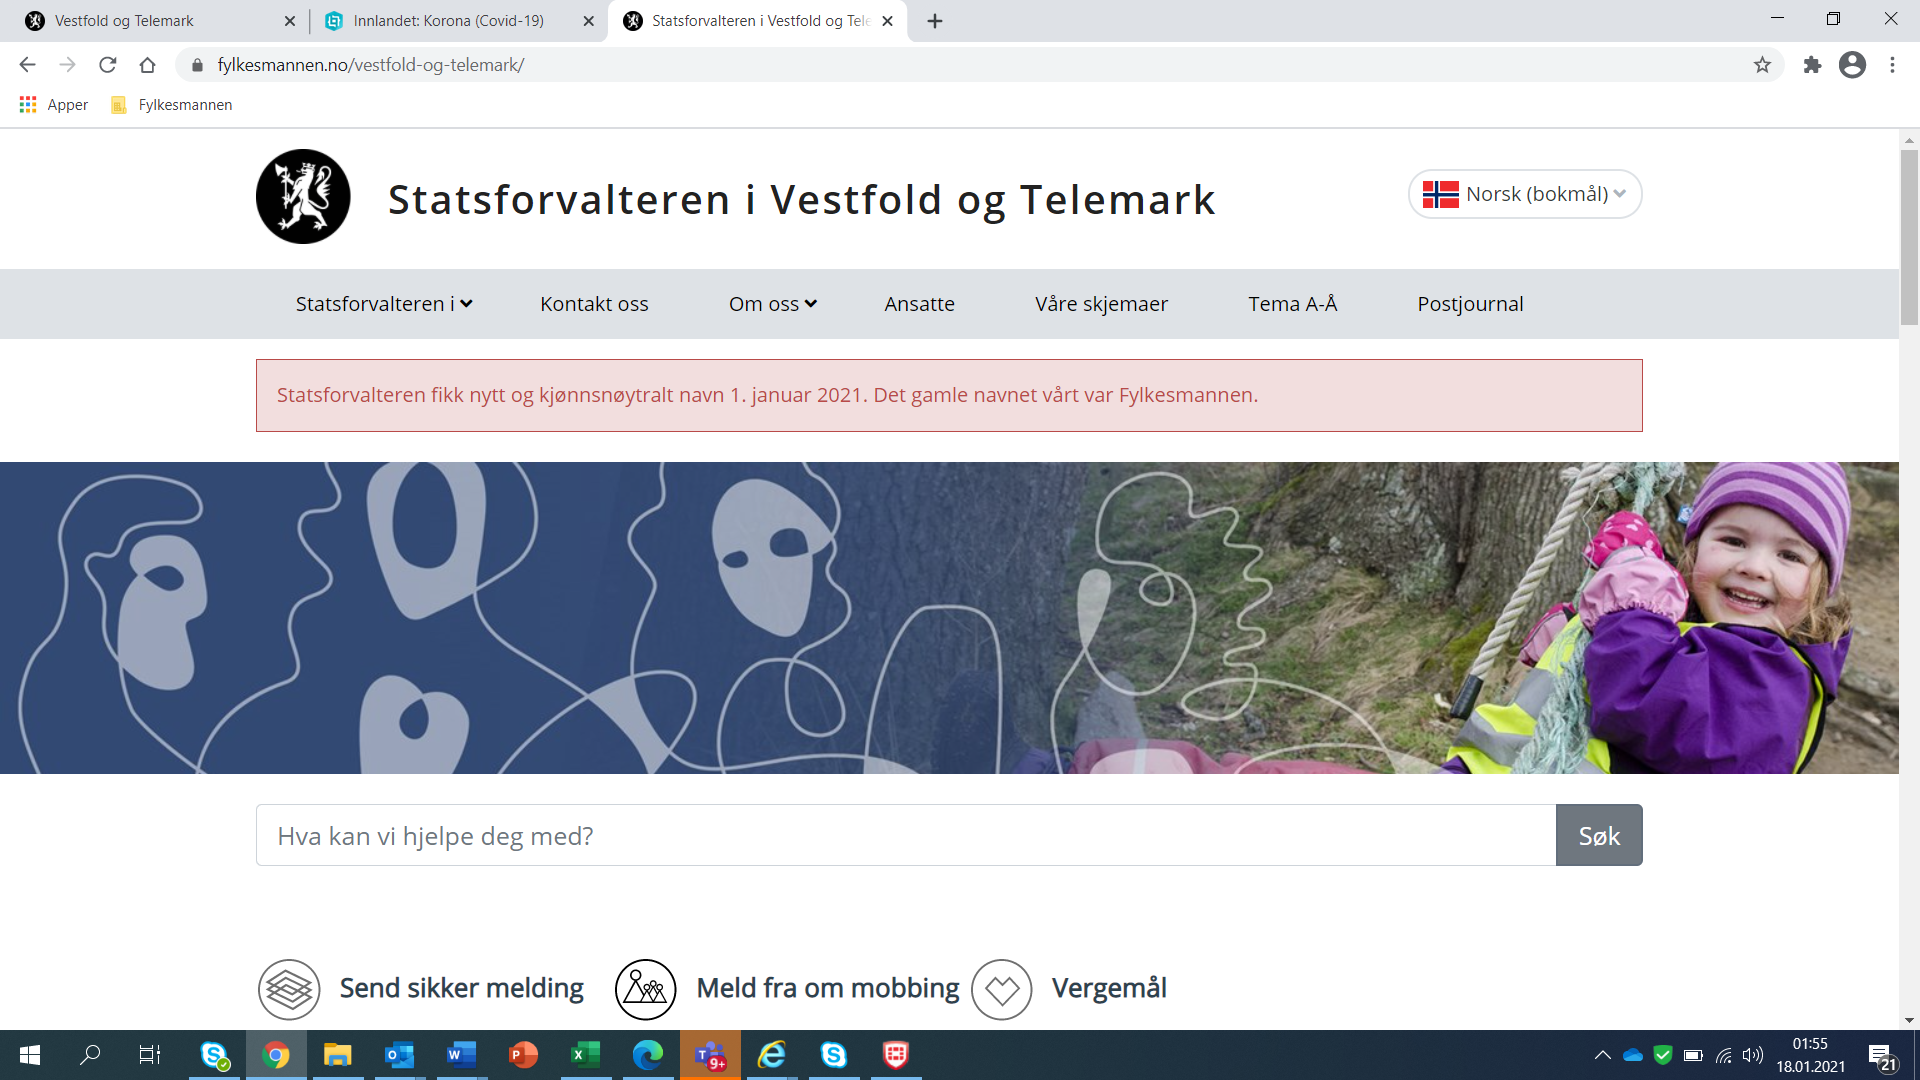 Vestfold og Telemark
Innlandet: Korona (Covid-19)
Statsforvalteren i Vestfold og Tele
fylkesmannen.no/vestfold-og-telemark/
Apper
Fylkesmannen
Statsforvalteren i Vestfold og Telemark
Norsk (bokmål)
Statsforvalteren i
Kontakt oss
Om oss
Ansatte
Våre skjemaer
Tema A-Å
Postjournal
Statsforvalteren fikk nytt og kjønnsnøytralt navn 1. januar 2021. Det gamle navnet vårt var Fylkesmannen.
Hva kan vi hjelpe deg med?
Søk
Send sikker melding
Meld fra om mobbing
Vergemål
9+
01:55
18.01.2021
21